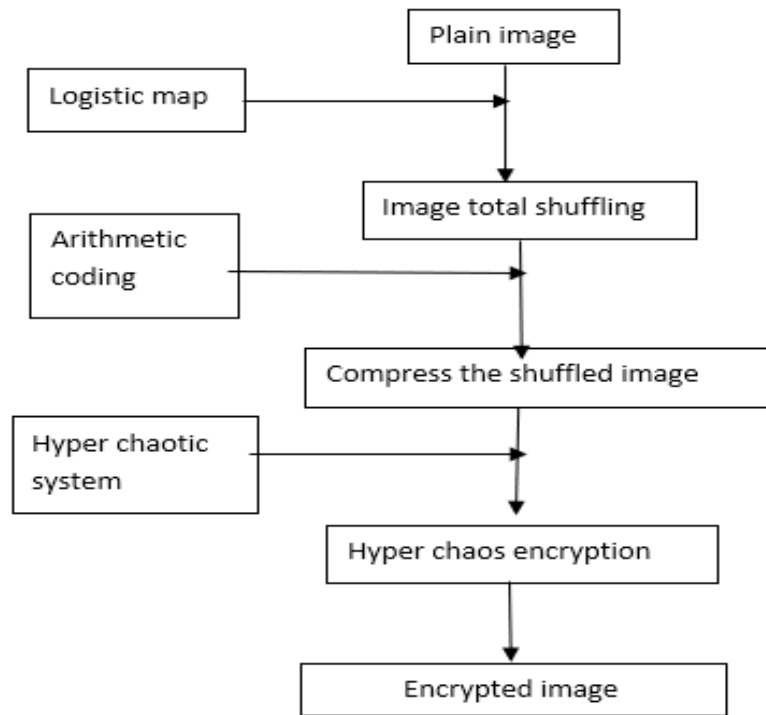 Plain image
Logistic map
Image total shuffling
Arithmetic
coding
Compress the shuffled image
Hyper chaotic
system
Hyper chaos encryption
Encrypted image